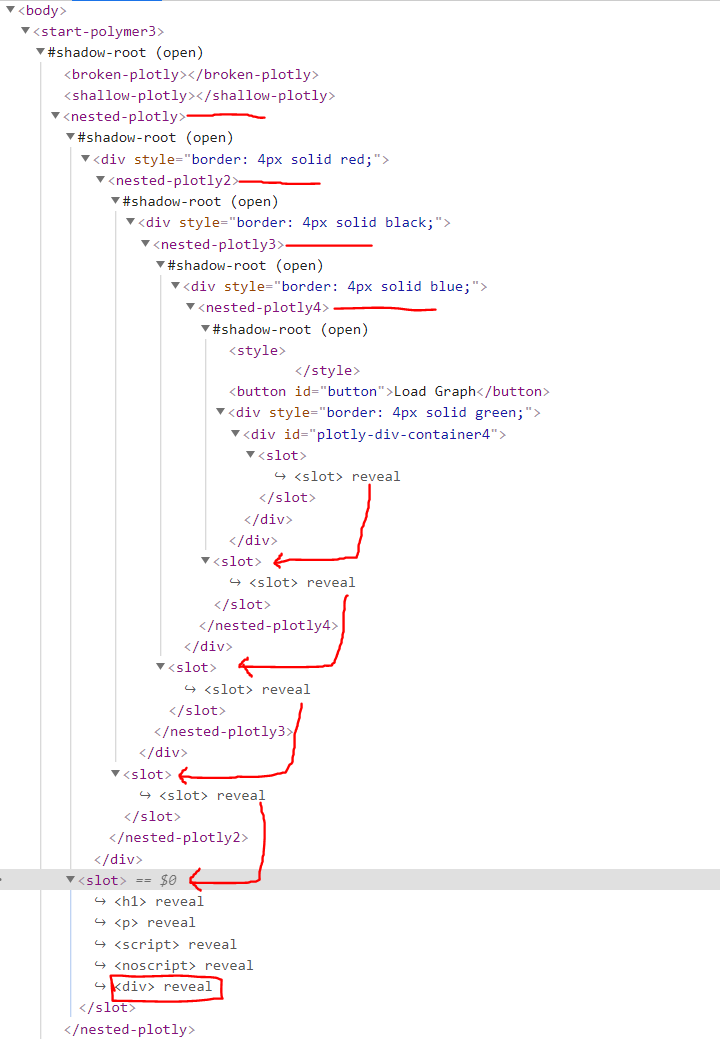 ▼<body>
▼<start-polymer3>
▼#shadow-root (open)
<broken-plotly></broken-plotly>
<shallow-plotly></shallow-plotly>
▼<nested-plotly>
▼#shadow-root (open)
▼<div style="border: 4px solid red;">
▼<nested-plotly2>
▼#shadow-root (open)
▼<div style="border: 4px solid black;">
▼<nested-plotly3>
▼#shadow-root (open)
▼<div style="border: 4px solid blue;">
▼<nested-plotly4>
▼#shadow-root (open)
<style>
</style>
<button id="button">Load Graph</button>
▼<div style="border: 4px solid green;">
▼<div id="plotly-div-container4">
▼<slot>
↪ <slot> reveal
</slot>
</div>
</div>
▼<slot>
↪ <slot> reveal
</slot>
</nested-plotly4>
</div>
▼<slot>
↪ <slot> reveal
</slot>
</nested-plotly3>
</div>
▼<slot>
↪ <slot> reveal
</slot>
</nested-plotly2>
</div>
▼<slot> == $0
↪ <h1> reveal
↪ <p> reveal
↪ <script> reveal
↪ <noscript> reveal
↪ <div> reveal
</slot>
</nested-plotly>